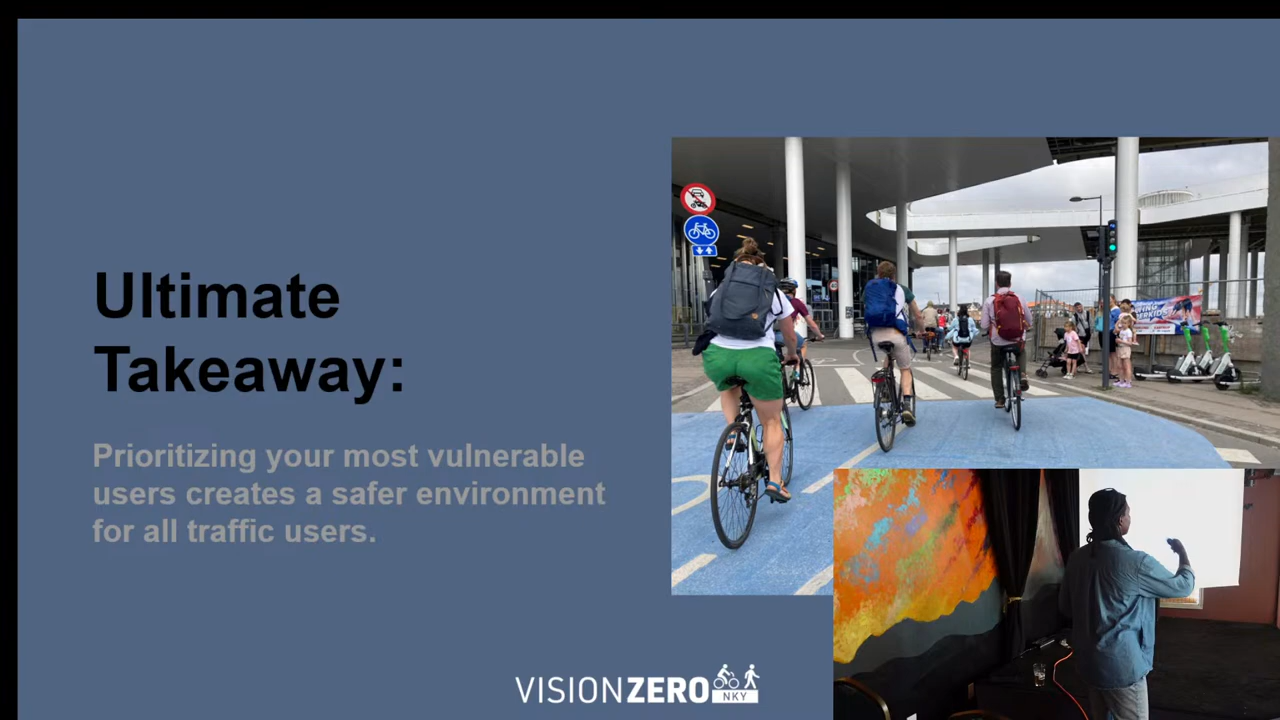 Ultimate
Takeaway:
Prioritizing your most vulnerable
users creates a safer environment
for all traffic users.
VISIONZERO
NKY